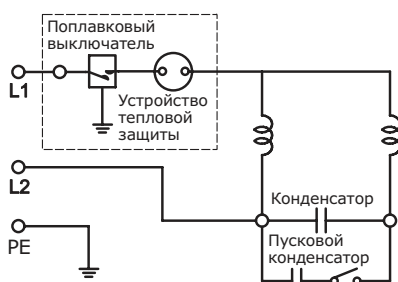 Поплавковый
выключатель
L1
Устройство
тепловой
защиты
L2
Конденсатор
PE
Пусковой
конденсатор